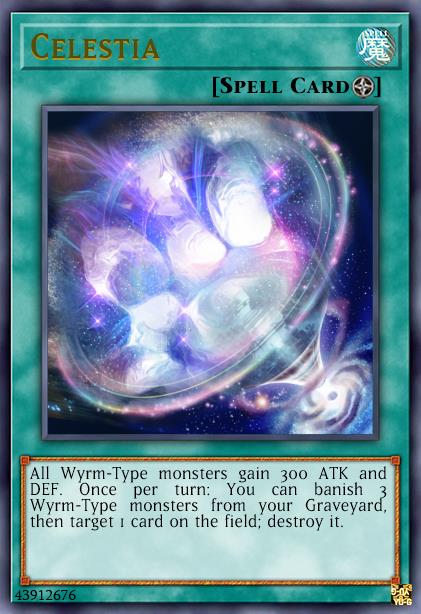 CELESTIA
SPELL
魔
[SPELL CARD]
All Wyrm-Type monsters gain 300 ATK and
DEF. Once per turn: You can banish 3
Wyrm-Type monsters from your Graveyard,
then target 1 card on the field; destroy it.
43912676